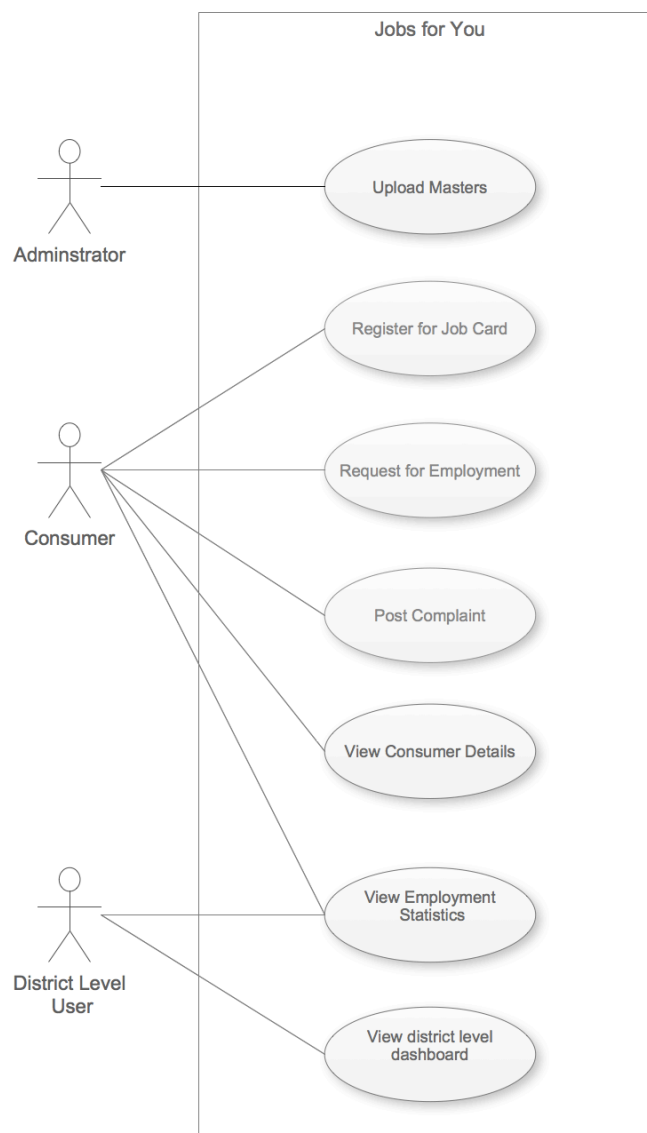 Jobs for You
Upload Masters
Adminstrator
Register for Job Card
Request for Employment
Consumer
Post Complaint
View Consumer Details
View Employment
Statistics
District Level
User
View district level
dashboard